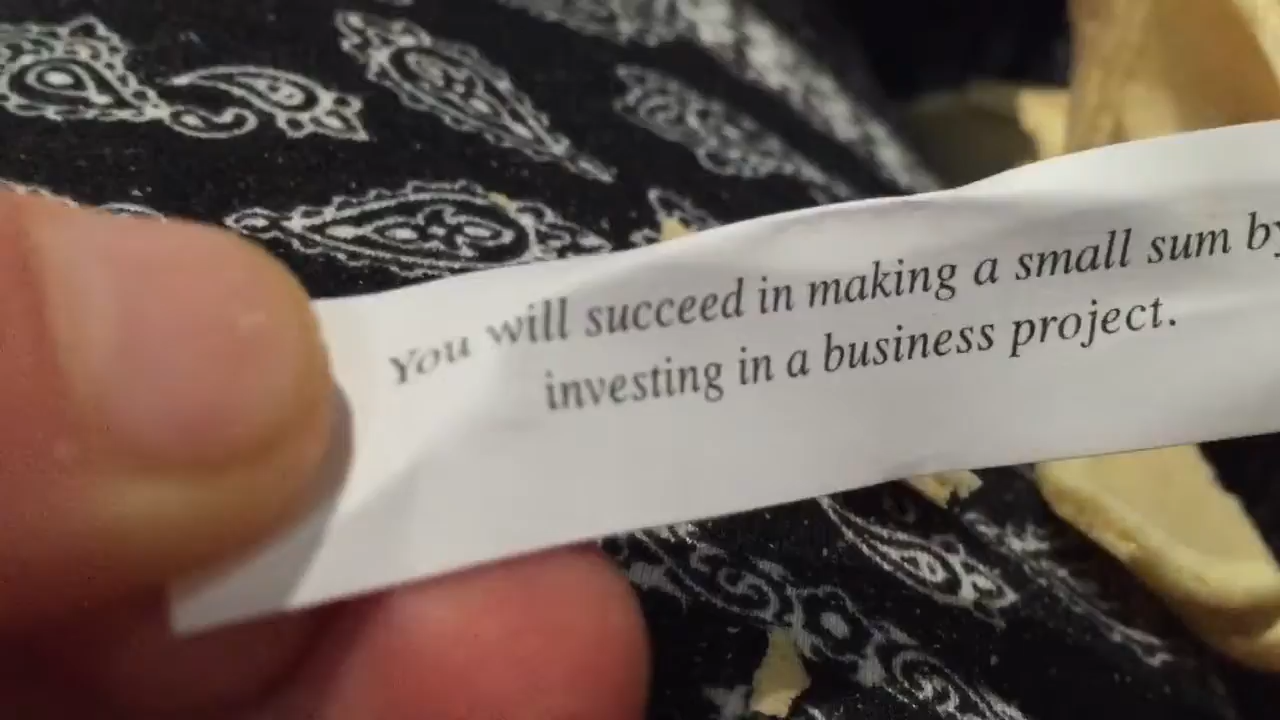 You will succeed in making a small sum by
investing in a business project.